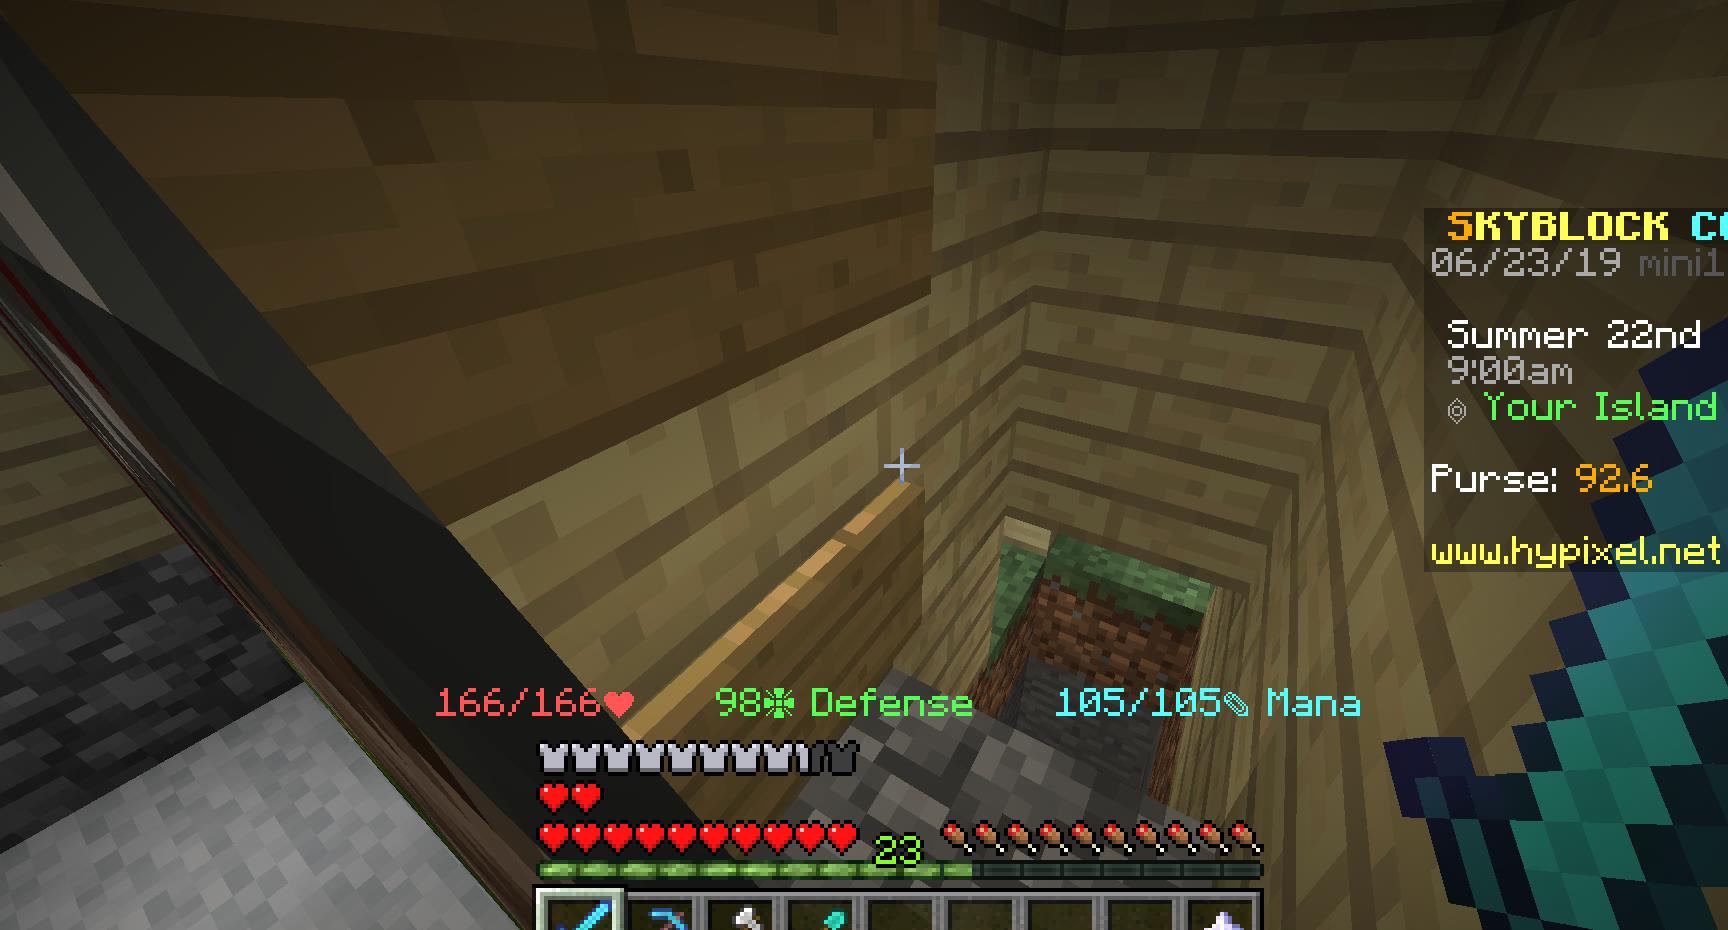 SKYBLOCK
06/23/19
Summer 22nd
9:00am
Your Island
Purse: 92.6
www.hypixel.net
166/166❤ 98 Defense 105/105✎ Mana
23